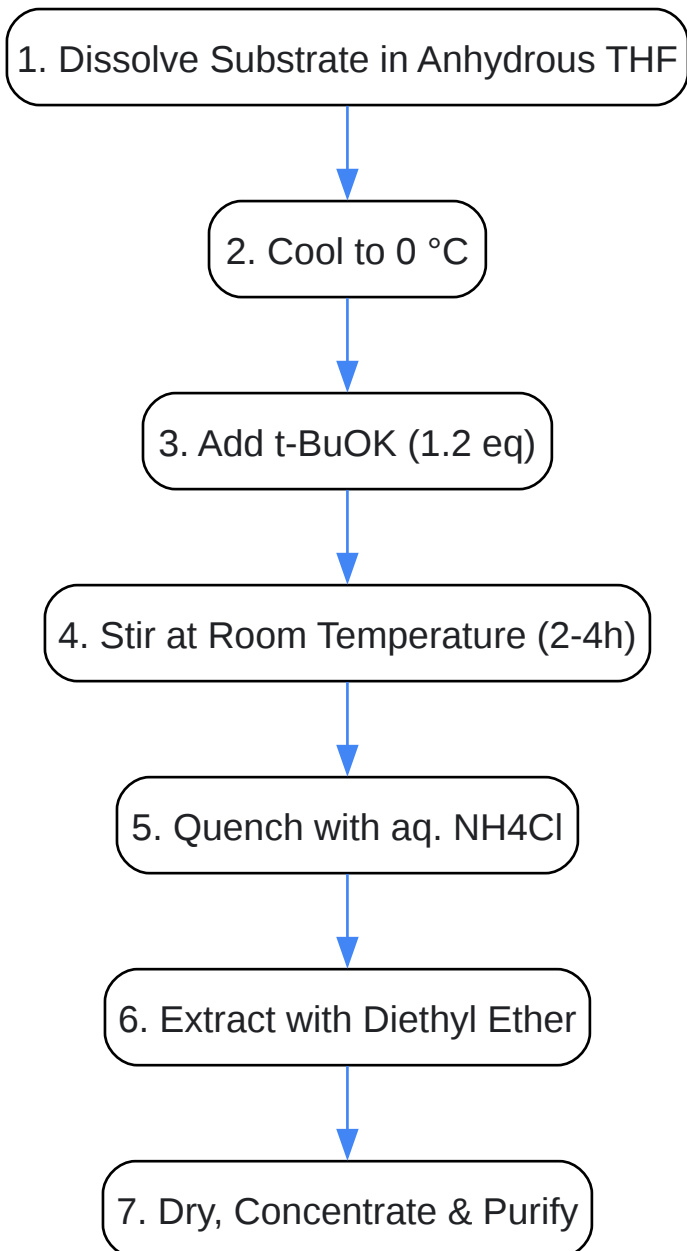 1. Dissolve Substrate in Anhydrous THF
2. Cool to 0 °C
3. Add t-BuOK (1.2 eq)
4. Stir at Room Temperature (2-4h)
5. Quench with aq. NH4Cl
6. Extract with Diethyl Ether
7. Dry, Concentrate & Purify